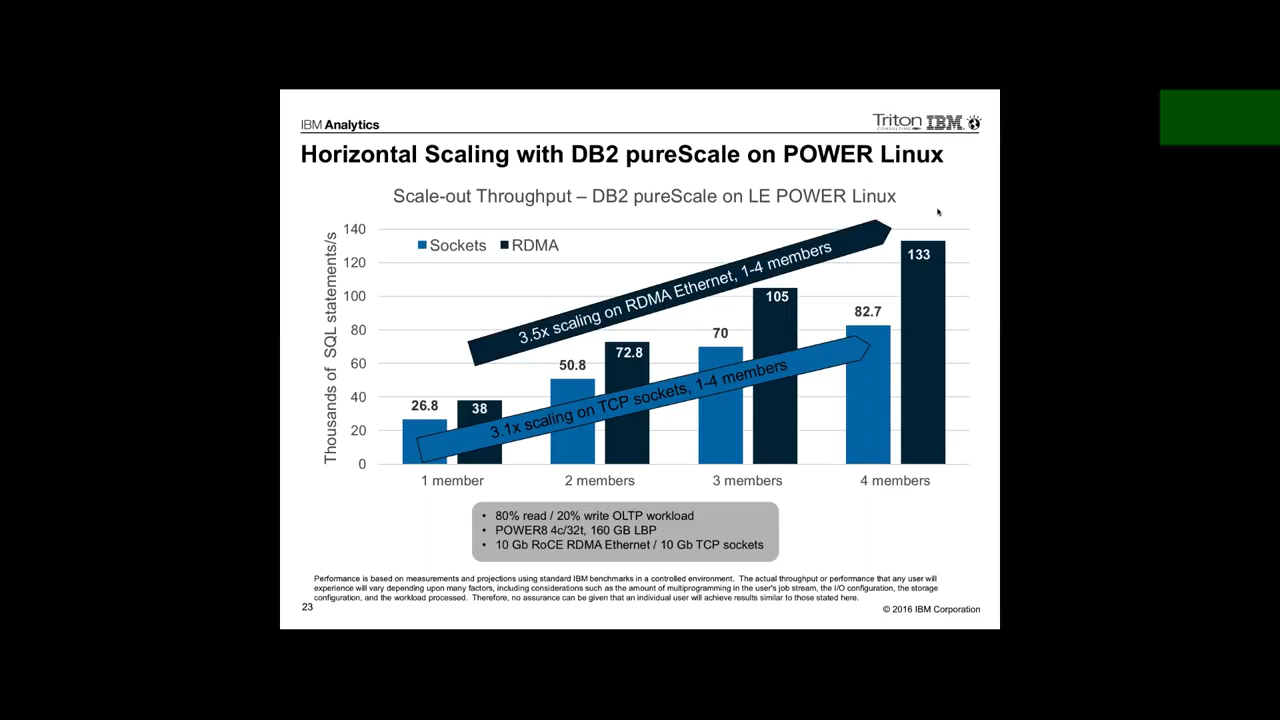 IBM Analytics
Triton IBM
CONSULTING
Horizontal Scaling with DB2 pureScale on POWER Linux
Scale-out Throughput – DB2 pureScale on LE POWER Linux
Thousands of SQL statements/s
140
120
100
80
60
40
20
0
Sockets RDMA
3.5x scaling on RDMA Ethernet, 1-4 members
3.1x scaling on TCP sockets, 1-4 members
26.8 38
50.8 72.8
70 105
82.7 133
1 member 2 members 3 members 4 members
• 80% read / 20% write OLTP workload
• POWER8 4c/32t, 160 GB LBP
• 10 Gb RoCE RDMA Ethernet / 10 Gb TCP sockets
Performance is based on measurements and projections using standard IBM benchmarks in a controlled environment. The actual throughput or performance that any user will
experience will vary depending upon many factors, including considerations such as the amount of multiprogramming in the user's job stream, the I/O configuration, the storage
configuration, and the workload processed. Therefore, no assurance can be given that an individual user will achieve results similar to those stated here.
23
© 2016 IBM Corporation